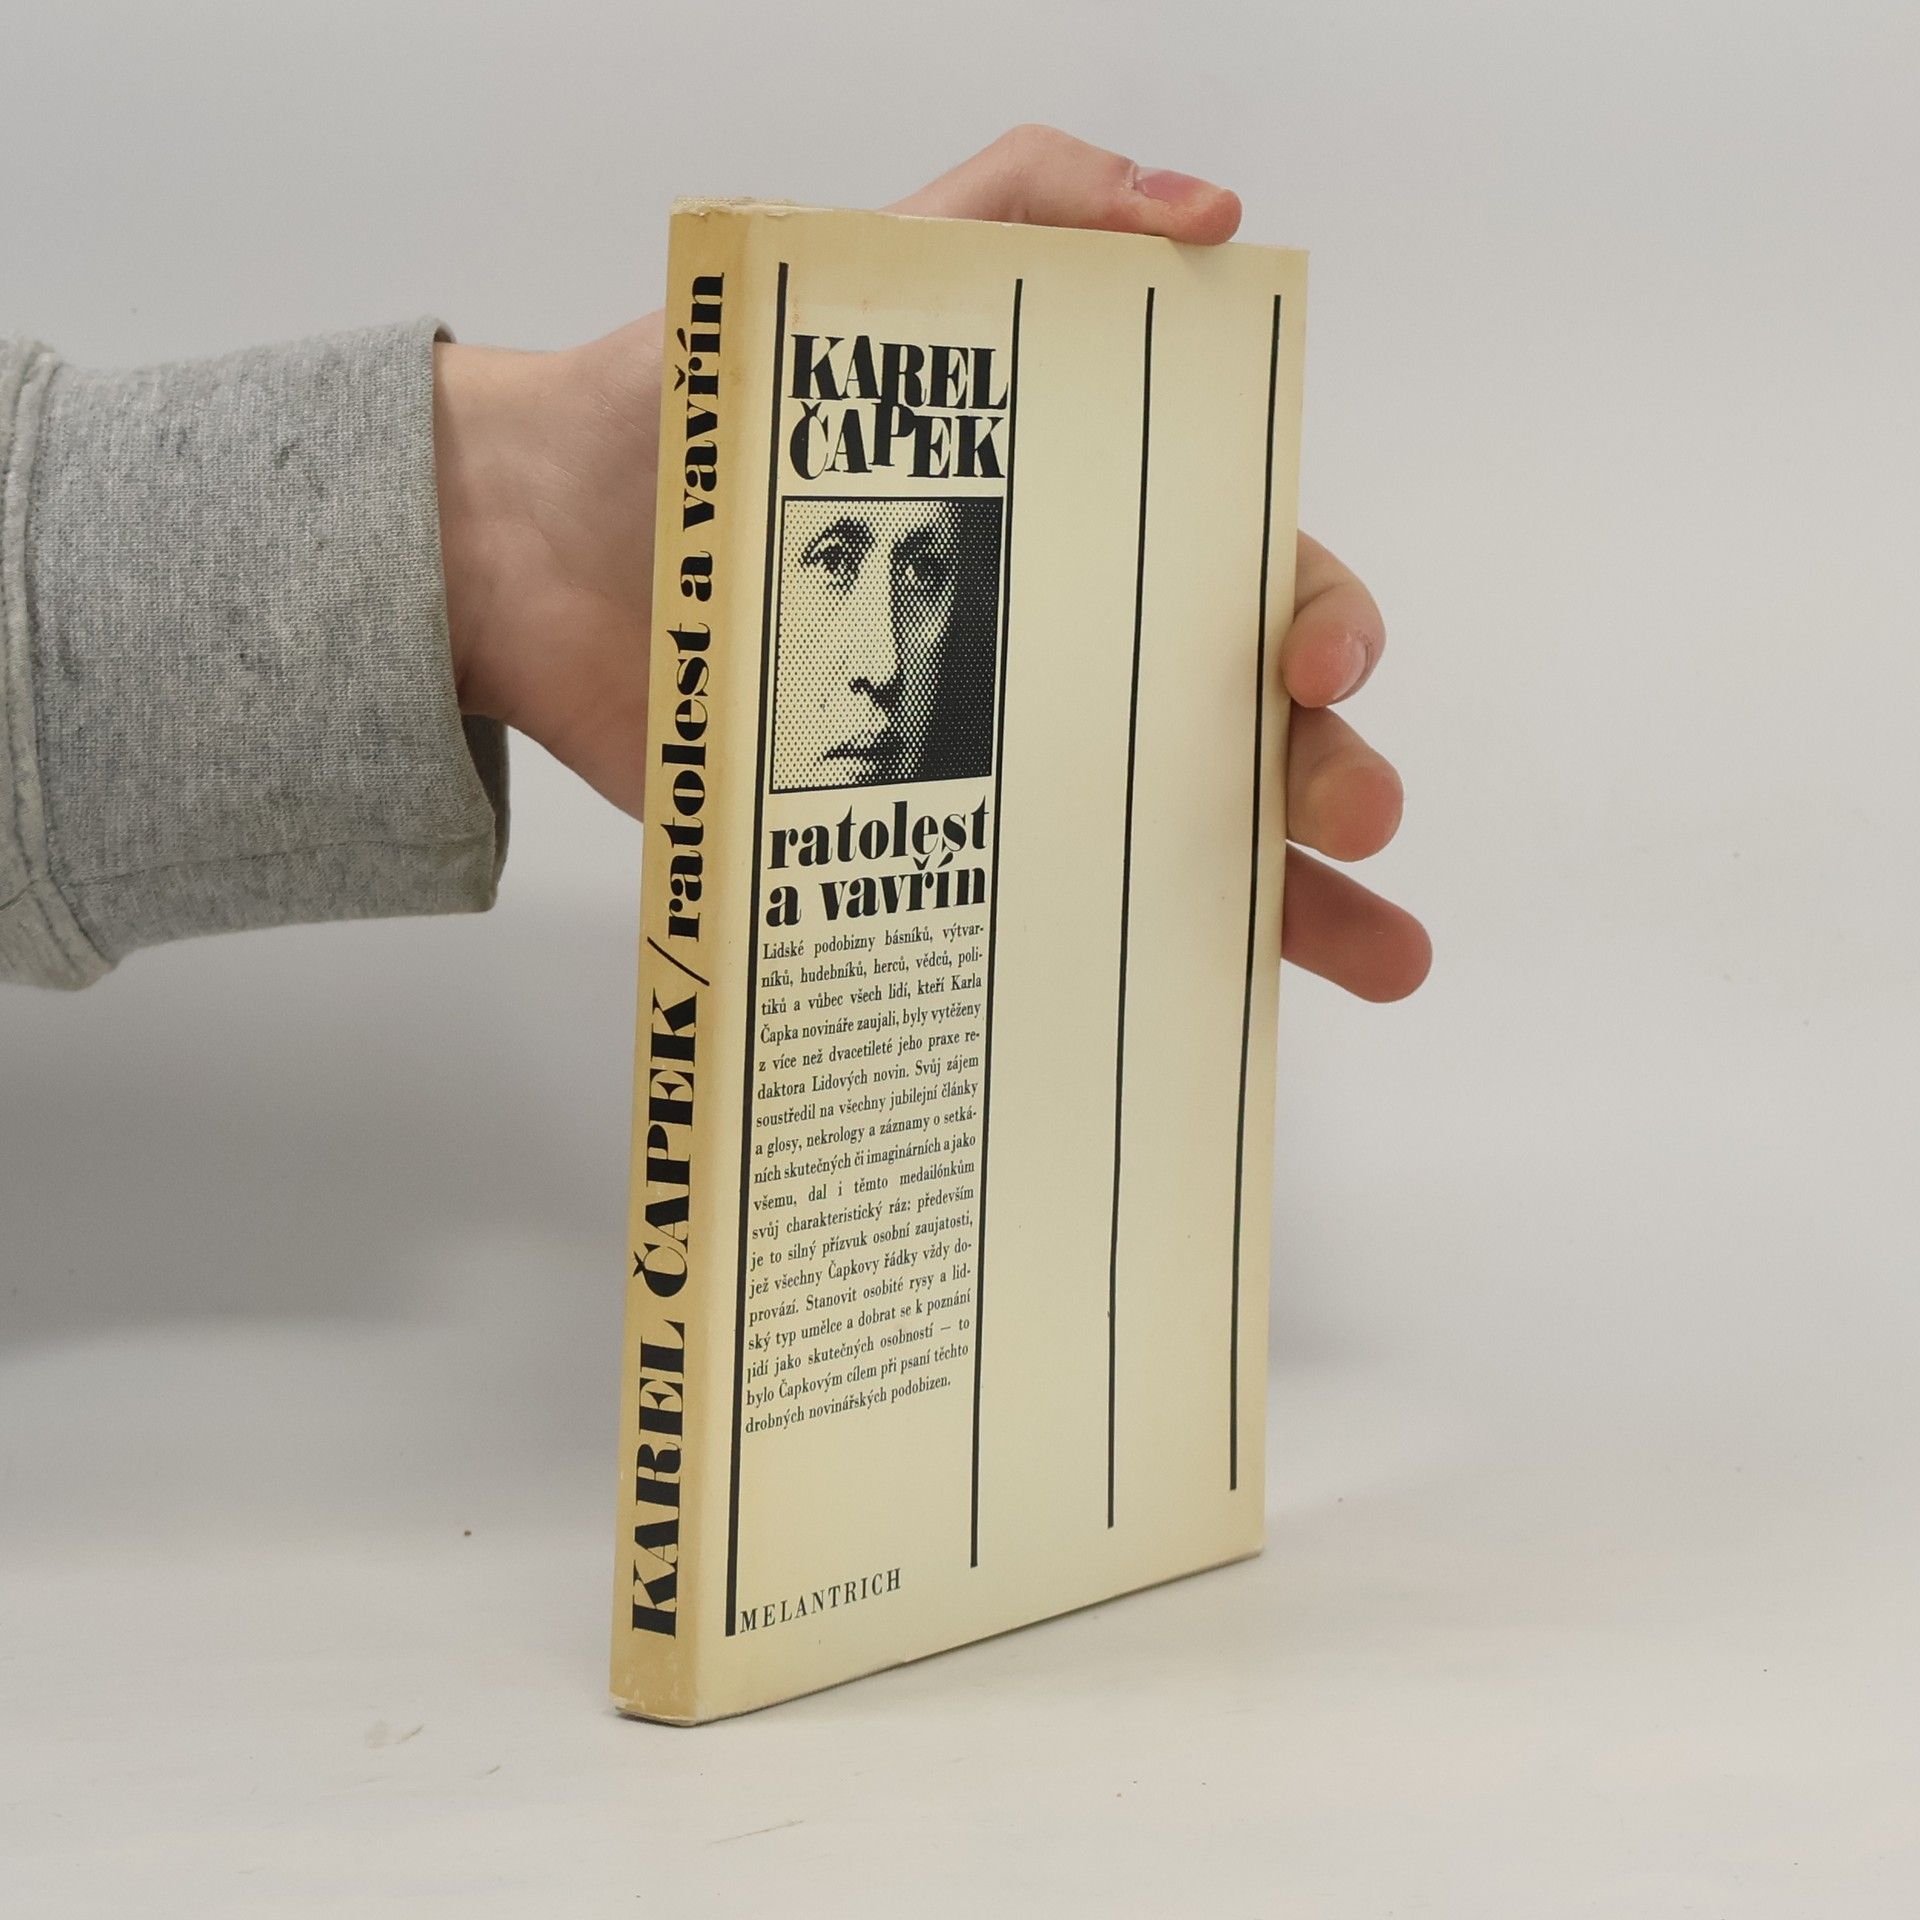 KAREL ČAPEK/ratolest a vavřín
KAREL
ČAPEK
ratolest
a vavřín
Lidské podobizny básníků, výtvar-
níků, hudebníků, herců, vědců, poli-
tiků a vůbec všech lidí, kteří Karla
Čapka novináře zaujali, byly vytěženy
z více než dvacetileté jeho praxe re-
daktora Lidových novin. Svůj zájem
soustředil na všechny jubilejní články
a glosy, nekrology a záznamy o setká-
ních skutečných či imaginárních a jako
všemu, dal i těmto medailónkům
svůj charakteristický ráz: především
je to silný přízvuk osobní zaujatosti,
jež všechny Čapkovy řádky vždy do-
provází. Stanovit osobité rysy a lid-
ský typ umělce a dobrat se k poznání
lidí jako skutečných osobností — to
bylo Čapkovým cílem při psaní těchto
drobných novinářských podobizen.
MELANTRICH